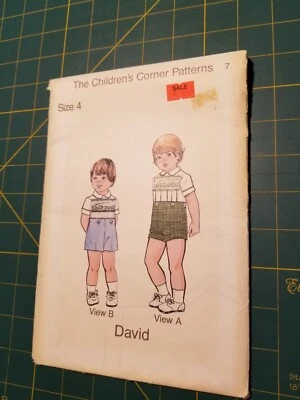 The Children's Corner Patterns 7
SALE
Size 4
View B
View A
David